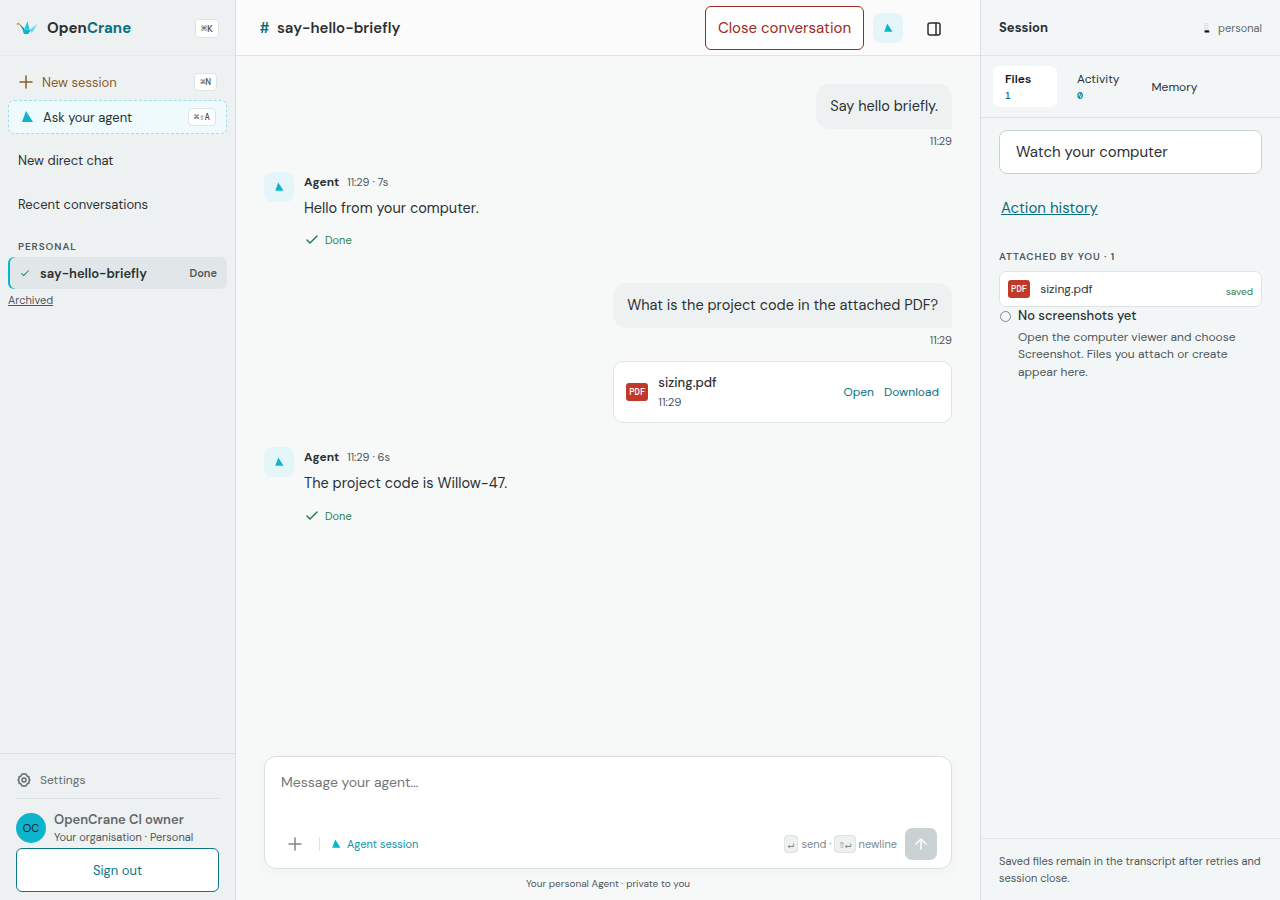 OpenCrane
⌘K
New session
⌘N
Ask your agent
⌘⇧A
New direct chat
Recent conversations
PERSONAL
say-hello-briefly
Done
Archived
Settings
OC
OpenCrane CI owner
Your organisation · Personal
Sign out
# say-hello-briefly
Close conversation
Say hello briefly.
11:29
Agent 11:29 · 7s
Hello from your computer.
Done
What is the project code in the attached PDF?
11:29
PDF
sizing.pdf
11:29
Open Download
Agent 11:29 · 6s
The project code is Willow-47.
Done
Message your agent…
Agent session
↵ send · ⇧↵ newline
Your personal Agent · private to you
Session
personal
Files
1
Activity
0
Memory
Watch your computer
Action history
ATTACHED BY YOU · 1
PDF
sizing.pdf
saved
No screenshots yet
Open the computer viewer and choose
Screenshot. Files you attach or create
appear here.
Saved files remain in the transcript after retries and
session close.